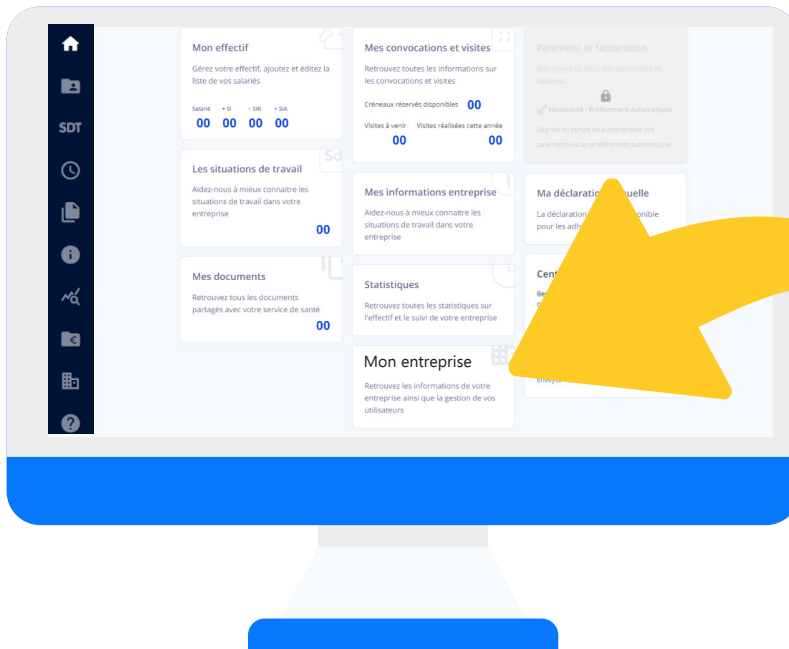 SDT
Mon effectif
Gérez votre effectif, ajoutez et éditez la
liste de vos salariés
Salarié • SI • SIR • SIA
00 00 00 00
Les situations de travail
Aidez-nous à mieux connaitre les
situations de travail dans votre
entreprise
00
Mes documents
Retrouvez tous les documents
partagés avec votre service de santé
00
Mes convocations et visites
Retrouvez toutes les informations sur
les convocations et visites
Créneaux réservés disponibles 00
Visites à venir Visites réalisées cette année
00 00
Mes informations entreprise
Aidez-nous à mieux connaitre les
situations de travail dans votre
entreprise
Statistiques
Retrouvez toutes les statistiques sur
l'effectif et le suivi de votre entreprise
Mon entreprise
Retrouvez les informations de votre
entreprise ainsi que la gestion de vos
utilisateurs
Paiement et facturation
Retrouvez ici tous vos paiements et
factures.
Nouveauté : Prélèvement automatique
Gagnez du temps en automatisant vos
paiements via un prélèvement automatique
Ma déclaration
La déclaration
pour les